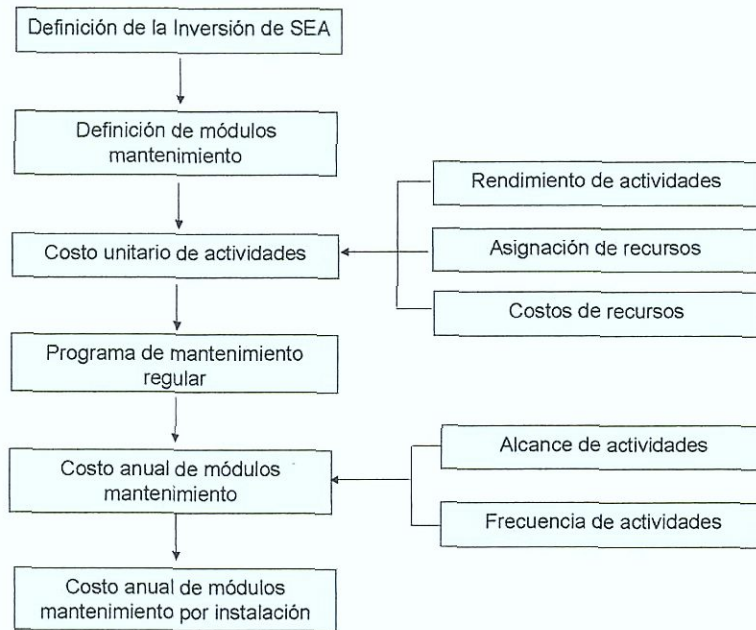 Definición de la Inversión de SEA
Definición de módulos
mantenimiento
Costo unitario de actividades
Rendimiento de actividades
Asignación de recursos
Costos de recursos
Programa de mantenimiento
regular
Costo anual de módulos
mantenimiento
Alcance de actividades
Frecuencia de actividades
Costo anual de módulos
mantenimiento por instalación